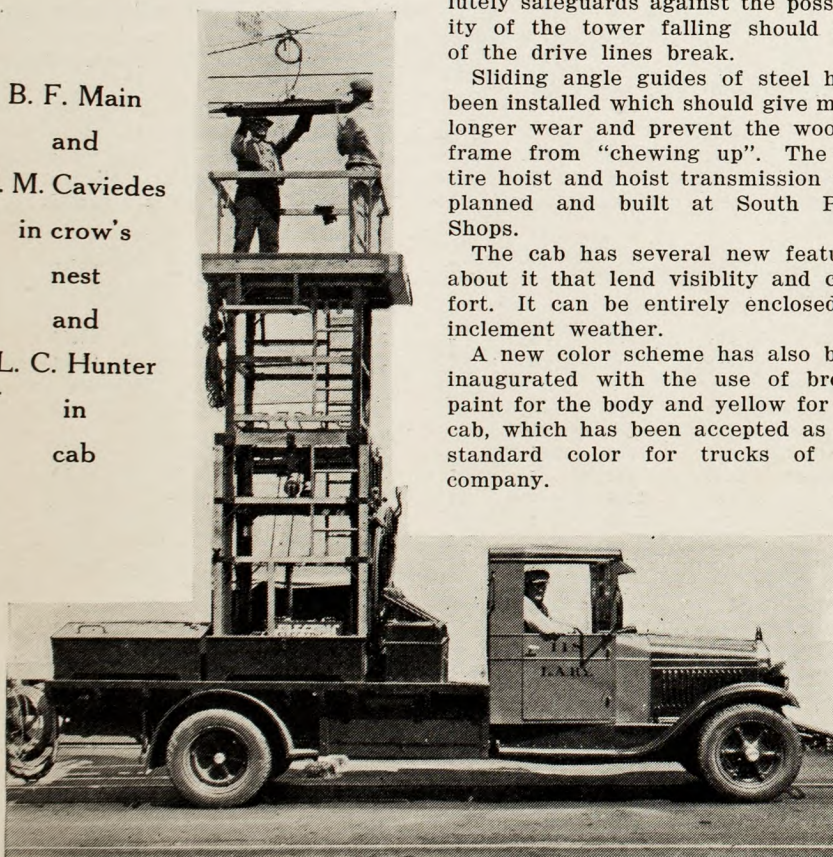 B. F. Main
and
. M. Caviedes
in crow's
nest
and
L. C. Hunter
in
cab
lutely safeguards against the poss
ity of the tower falling should
of the drive lines break.
Sliding angle guides of steel h
been installed which should give m
longer wear and prevent the woo
frame from “chewing up”. The
tire hoist and hoist transmission
planned and built at South P
Shops.
The cab has several new featu
about it that lend visiblity and c
fort. It can be entirely enclosed
inclement weather.
A new color scheme has also b
inaugurated with the use of bre
paint for the body and yellow for
cab, which has been accepted as
standard color for trucks of
company.
118
LARY.